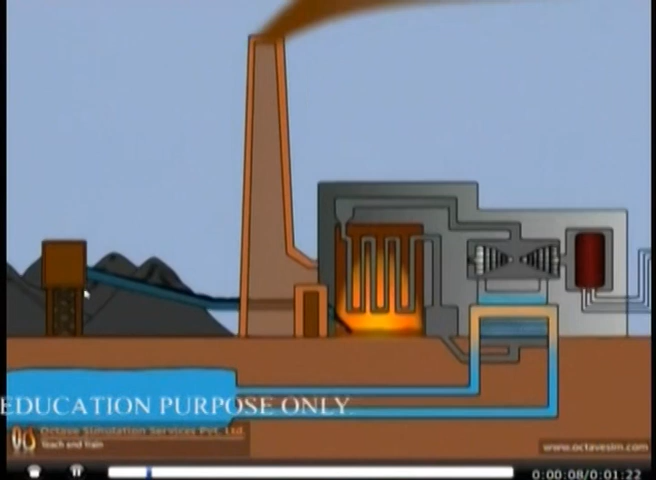 EDUCATION PURPOSE ONLY.
Octave Simulation Services Pvt. Ltd.
Teach and Train
www.octavesim.com
0:00:08/0:01:22